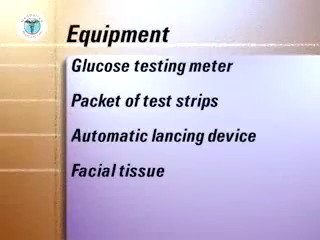 Equipment
Glucose testing meter
Packet of test strips
Automatic lancing device
Facial tissue